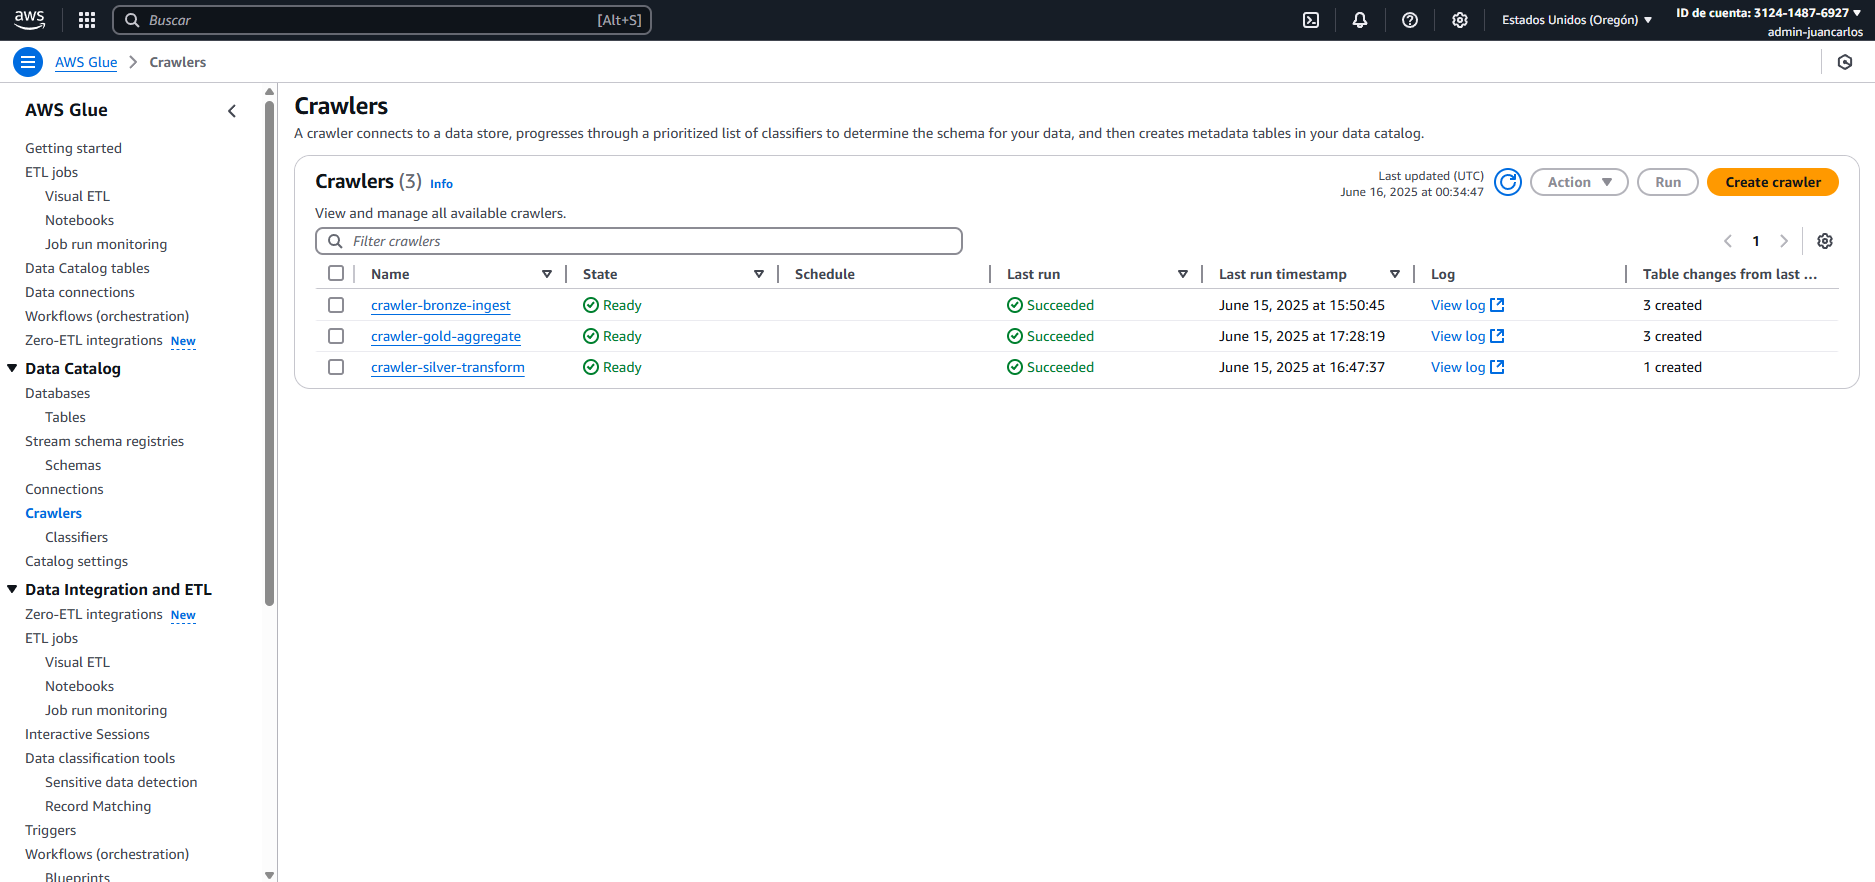 aws
Buscar [Alt+S]
Estados Unidos (Oregón)
ID de cuenta: 3124-1487-6927
admin-juancarlos
AWS Glue > Crawlers
AWS Glue
Getting started
ETL jobs
Visual ETL
Notebooks
Job run monitoring
Data Catalog tables
Data connections
Workflows (orchestration)
Zero-ETL integrations New
Data Catalog
Databases
Tables
Stream schema registries
Schemas
Connections
Crawlers
Classifiers
Catalog settings
Data Integration and ETL
Zero-ETL integrations New
ETL jobs
Visual ETL
Notebooks
Job run monitoring
Interactive Sessions
Data classification tools
Sensitive data detection
Record Matching
Triggers
Workflows (orchestration)
Blueprints
Crawlers
A crawler connects to a data store, progresses through a prioritized list of classifiers to determine the schema for your data, and then creates metadata tables in your data catalog.
Crawlers (3) Info
Last updated (UTC)
June 16, 2025 at 00:34:47
Action
Run
Create crawler
View and manage all available crawlers.
Filter crawlers
1
Name State Schedule Last run Last run timestamp Log Table changes from last ...
crawler-bronze-ingest Ready Succeeded June 15, 2025 at 15:50:45 View log 3 created
crawler-gold-aggregate Ready Succeeded June 15, 2025 at 17:28:19 View log 3 created
crawler-silver-transform Ready Succeeded June 15, 2025 at 16:47:37 View log 1 created